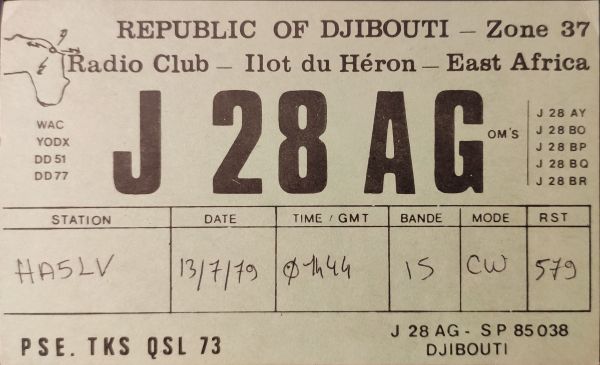 REPUBLIC OF DJIBOUTI - Zone 37
Radio Club - Ilot du Héron - East Africa
WAC
YODX
DD 51
DD 77
J 28 AG
OM'S
J 28 AY
J 28 BO
J 28 BP
J 28 BQ
J 28 BR
STATION DATE TIME / GMT BANDE MODE RST
HA5LV 13/7/79 Ø1h44 15 CW 579
PSE. TKS QSL 73
J 28 AG - S P 85038
DJIBOUTI